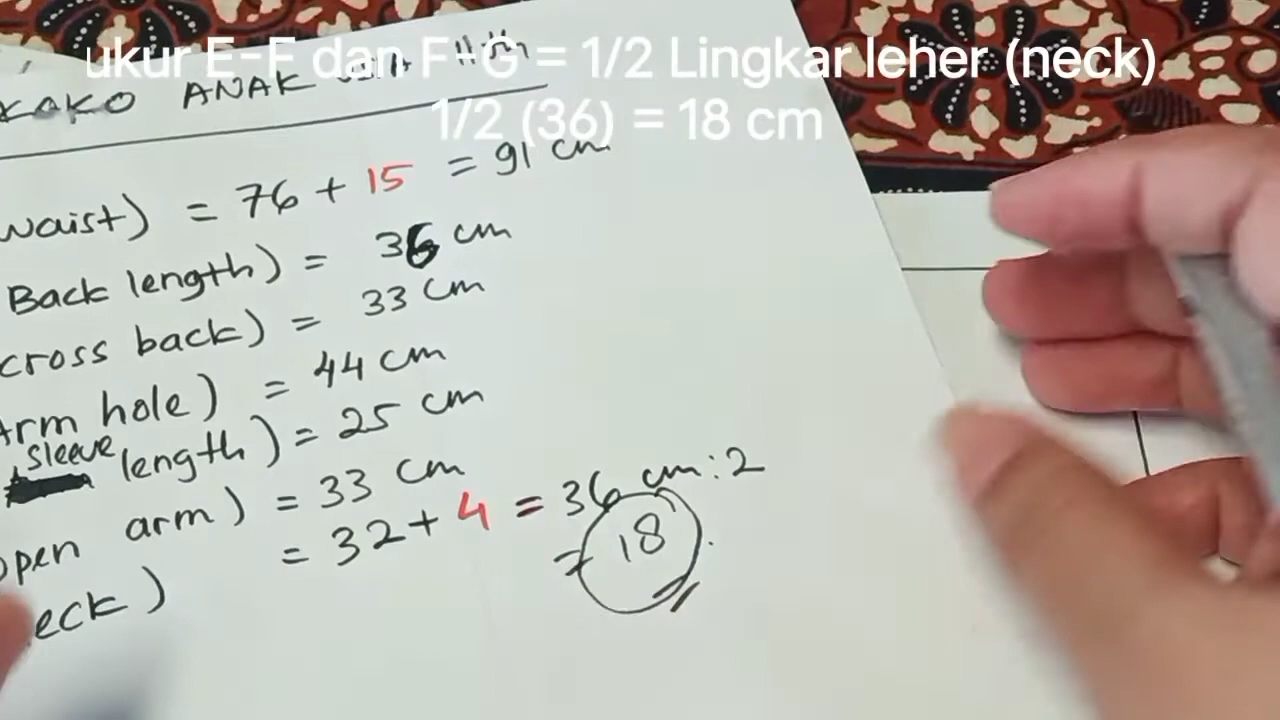 ukur E-F dan F-G = 1/2 Lingkar leher (neck)
1/2 (36) = 18 cm
KOKO ANAK
waist) = 76 + 15 = 91 cm
Back length) = 36 cm
cross back) = 33 cm
Arm hole) = 44 cm
sleeve length) = 25 cm
open arm) = 33 cm
eck) = 32 + 4 = 36 cm : 2
= 18